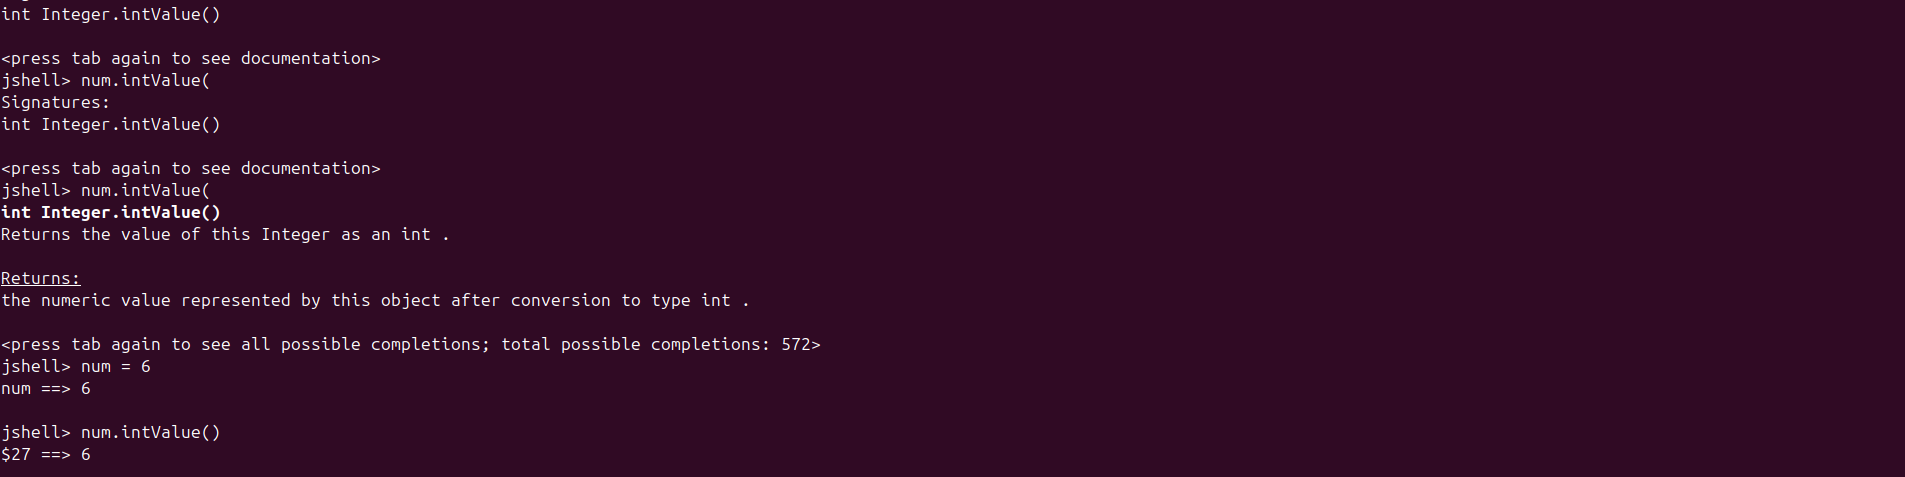 int Integer.intValue()
<press tab again to see documentation>
jshell> num.intValue(
Signatures:
int Integer.intValue()
<press tab again to see documentation>
jshell> num.intValue(
int Integer.intValue()
Returns the value of this Integer as an int .
Returns:
the numeric value represented by this object after conversion to type int .
<press tab again to see all possible completions; total possible completions: 572>
jshell> num = 6
num ==> 6
jshell> num.intValue()
$27 ==> 6